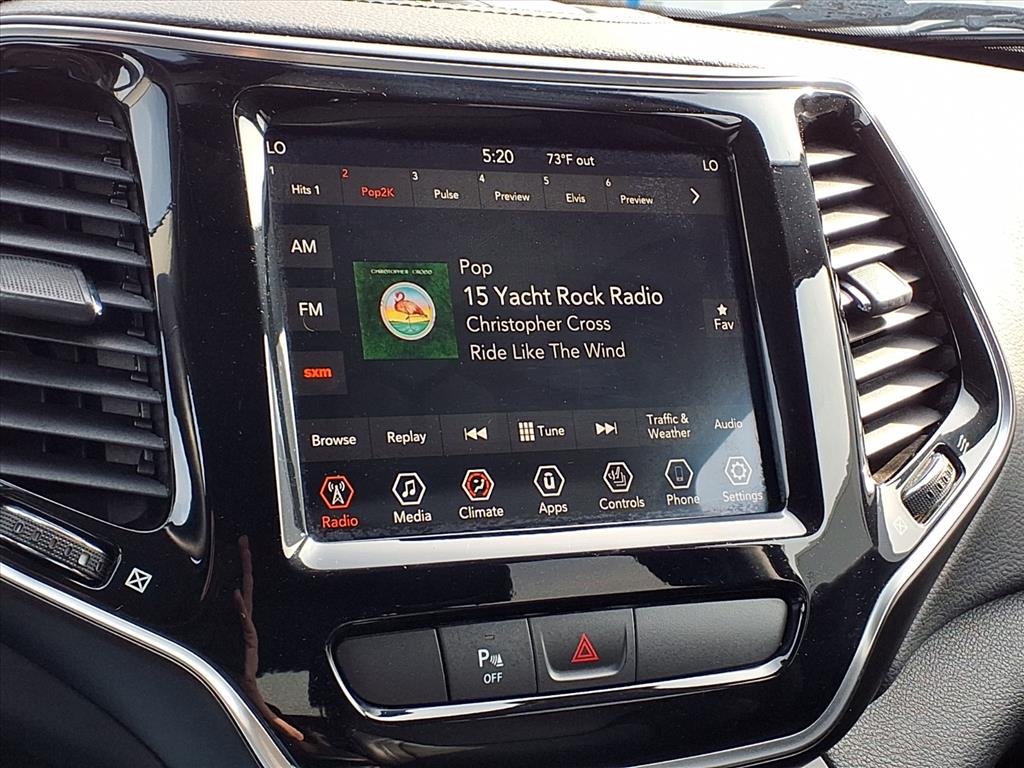 LO
5:20 73°F out
LO
1 Hits 1
2 Pop2K
3 Pulse
4 Preview
5 Elvis
6 Preview
AM
FM
sxm
CHRISTOPHER CROSS
Pop
15 Yacht Rock Radio
Christopher Cross
Ride Like The Wind
Fav
Browse
Replay
Tune
Traffic &
Weather
Audio
Radio
Media
Climate
Apps
Controls
Phone
Settings
P
OFF